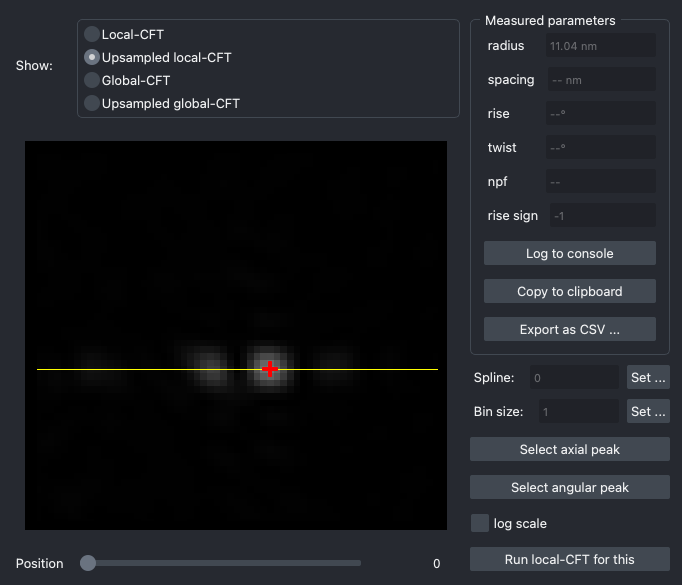 Show:
Local-CFT
Upsampled local-CFT
Global-CFT
Upsampled global-CFT
Position
0
Measured parameters
radius 11.04 nm
spacing -- nm
rise --°
twist --°
npf --
rise sign -1
Log to console
Copy to clipboard
Export as CSV ...
Spline: 0 Set ...
Bin size: 1 Set ...
Select axial peak
Select angular peak
log scale
Run local-CFT for this